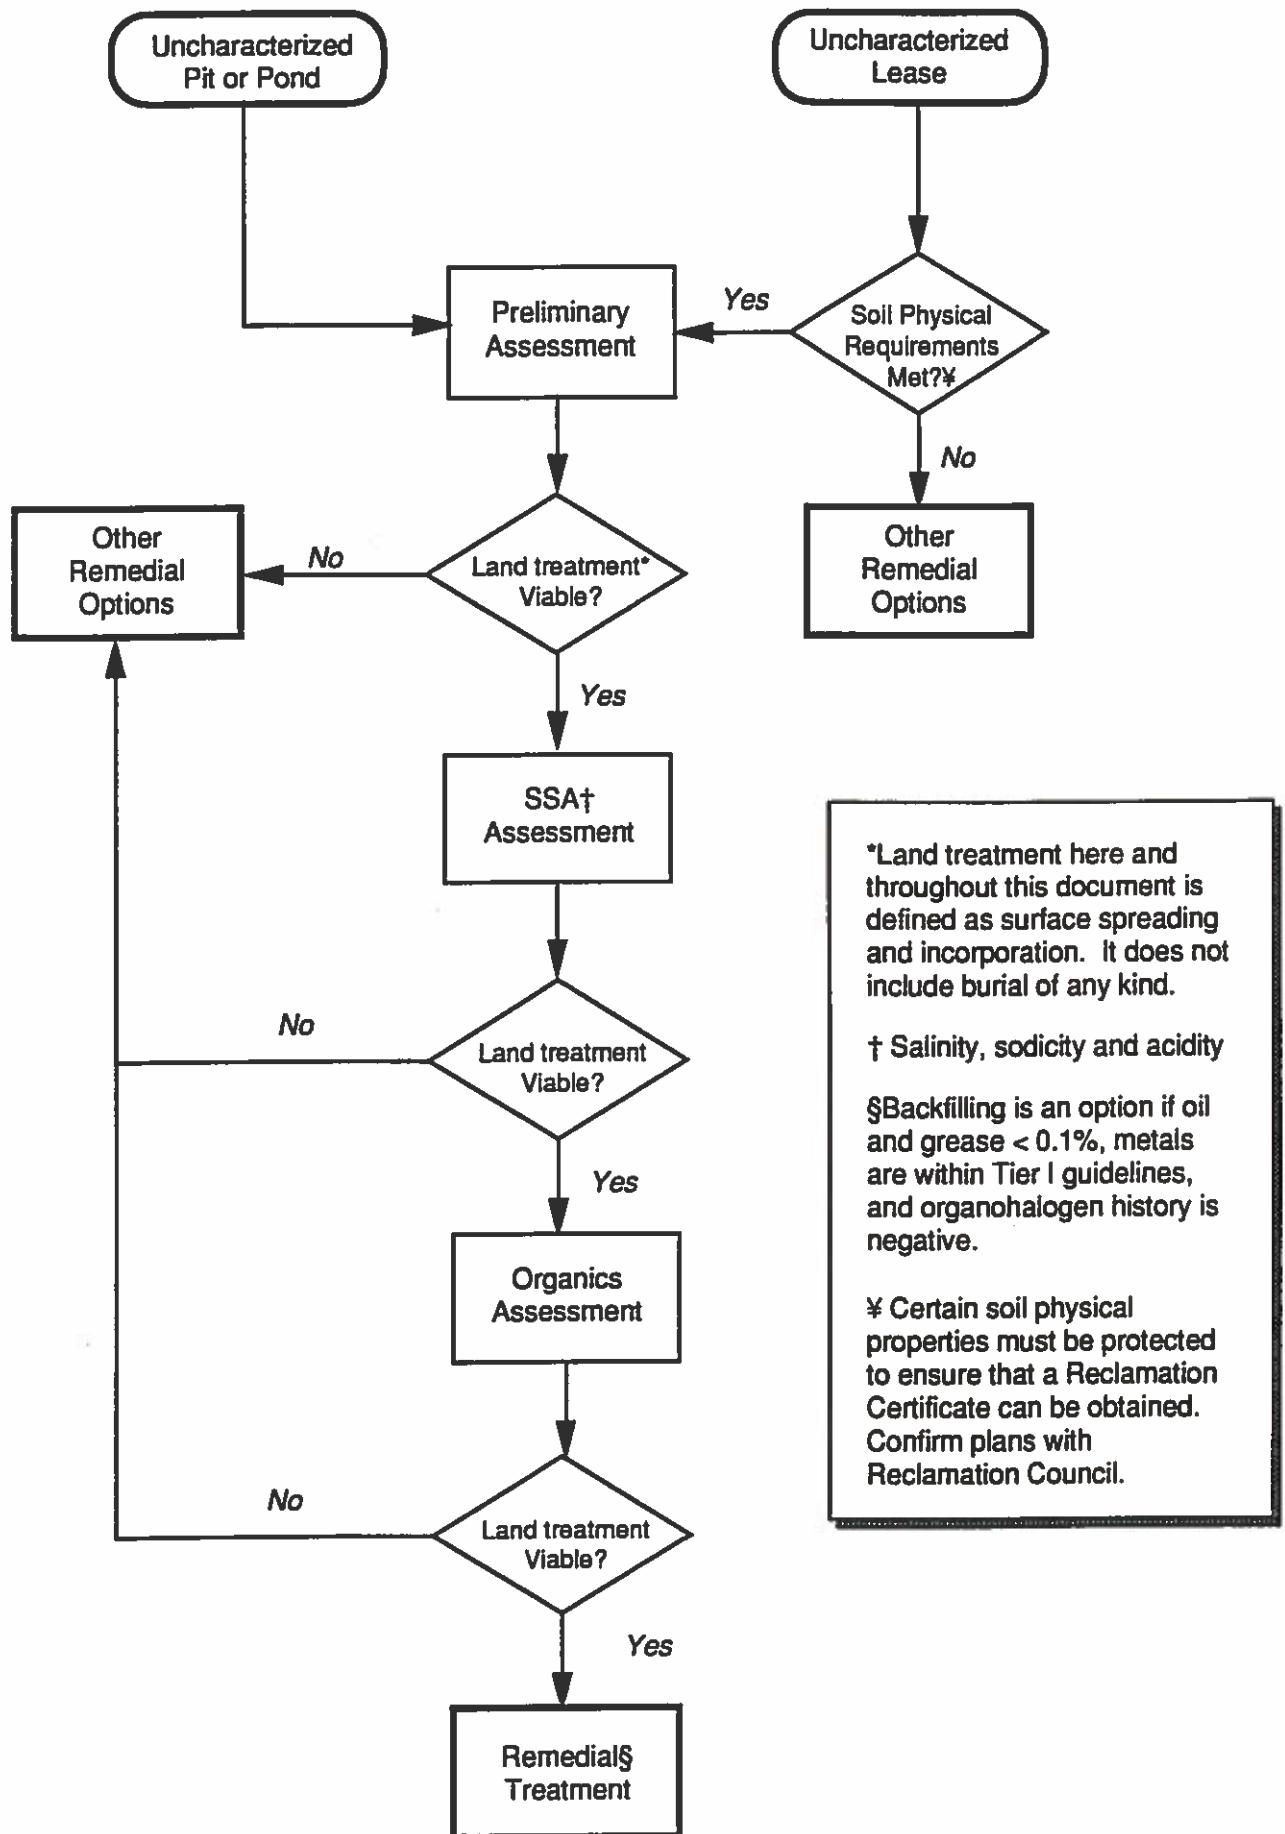 Uncharacterized
Pit or Pond
Uncharacterized
Lease
Preliminary
Assessment
Yes
Soil Physical
Requirements
Met?¥
No
Other
Remedial
Options
Other
Remedial
Options
No
Land treatment*
Viable?
Yes
SSA†
Assessment
No
Land treatment
Viable?
Yes
Organics
Assessment
No
Land treatment
Viable?
Yes
Remedial§
Treatment
*Land treatment here and
throughout this document is
defined as surface spreading
and incorporation. It does not
include burial of any kind.
† Salinity, sodicity and acidity
§Backfilling is an option if oil
and grease < 0.1%, metals
are within Tier I guidelines,
and organohalogen history is
negative.
¥ Certain soil physical
properties must be protected
to ensure that a Reclamation
Certificate can be obtained.
Confirm plans with
Reclamation Council.